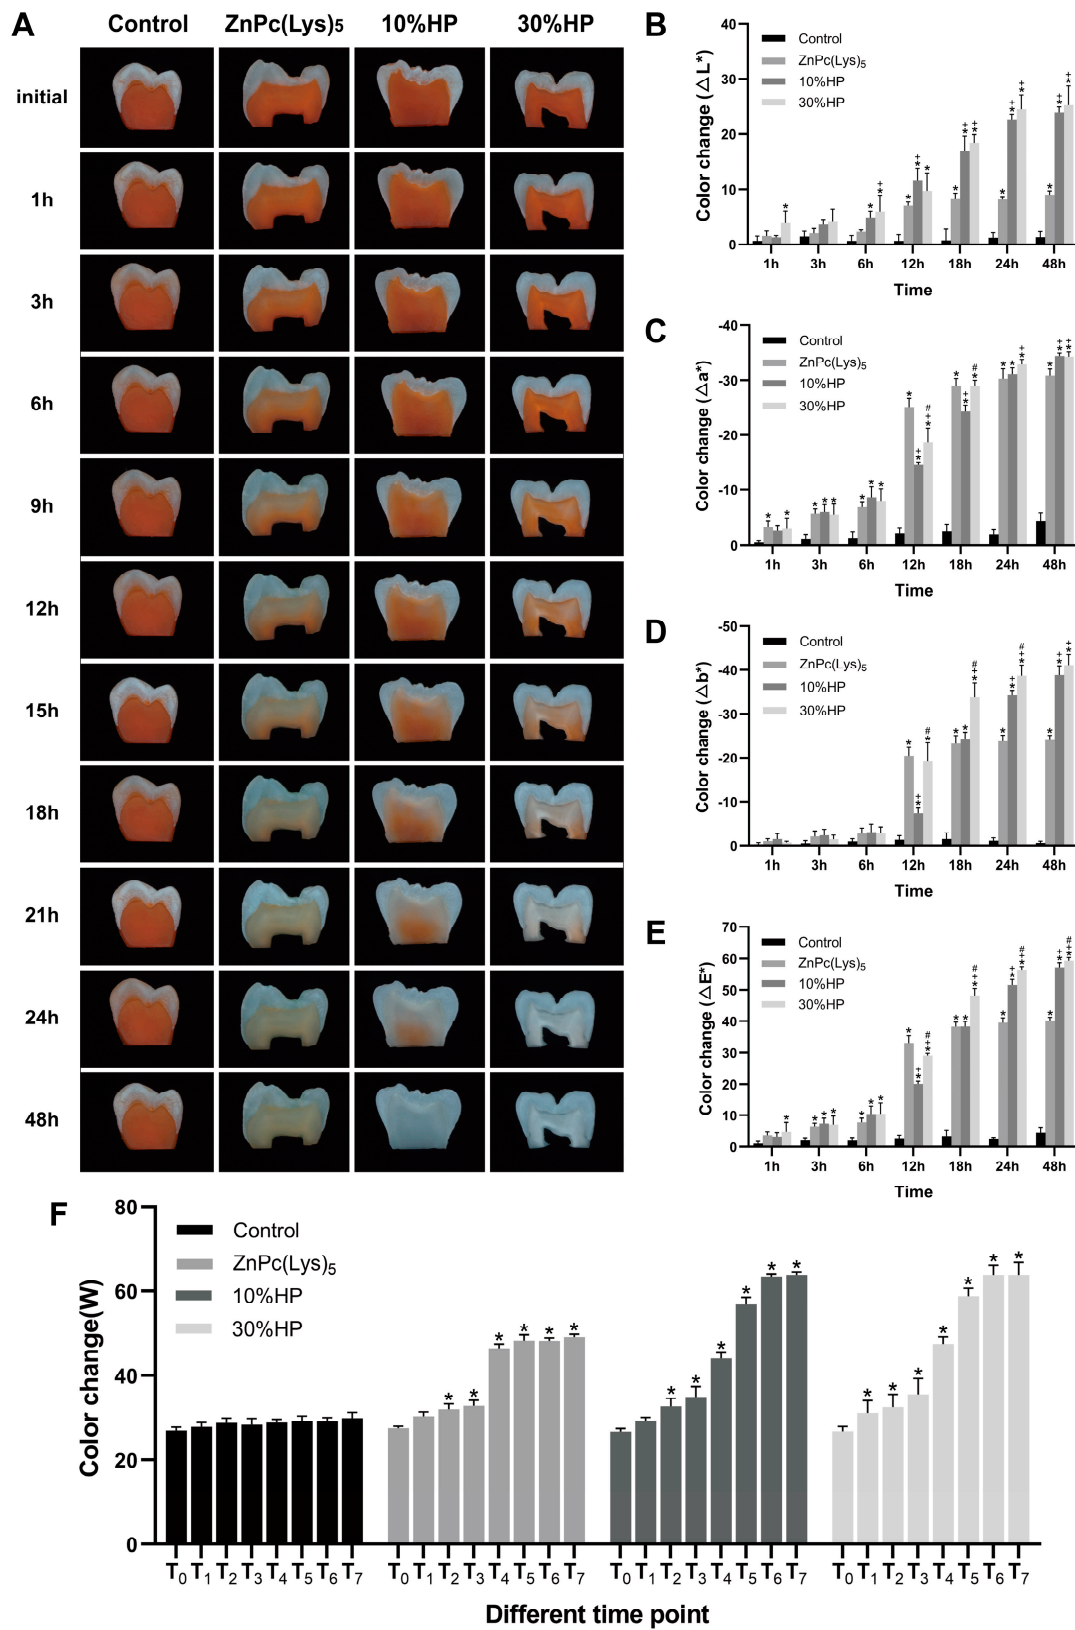 A
Control
ZnPc(Lys)5
10%HP
30%HP
initial
1h
3h
6h
9h
12h
15h
18h
21h
24h
48h
B
Color change (△L*)
40
30
20
10
0
Control
ZnPc(Lys)5
10%HP
30%HP
1h 3h 6h 12h 18h 24h 48h
Time
C
Color change (△a*)
-40
-30
-20
-10
0
Control
ZnPc(Lys)5
10%HP
30%HP
1h 3h 6h 12h 18h 24h 48h
Time
D
Color change (△b*)
-50
-40
-30
-20
-10
0
Control
ZnPc(Lys)5
10%HP
30%HP
1h 3h 6h 12h 18h 24h 48h
Time
E
Color change (△E*)
70
60
50
40
30
20
10
0
Control
ZnPc(Lys)5
10%HP
30%HP
1h 3h 6h 12h 18h 24h 48h
Time
F
Color change(W)
80
60
40
20
0
Control
ZnPc(Lys)5
10%HP
30%HP
T0 T1 T2 T3 T4 T5 T6 T7 T0 T1 T2 T3 T4 T5 T6 T7 T0 T1 T2 T3 T4 T5 T6 T7 T0 T1 T2 T3 T4 T5 T6 T7
Different time point